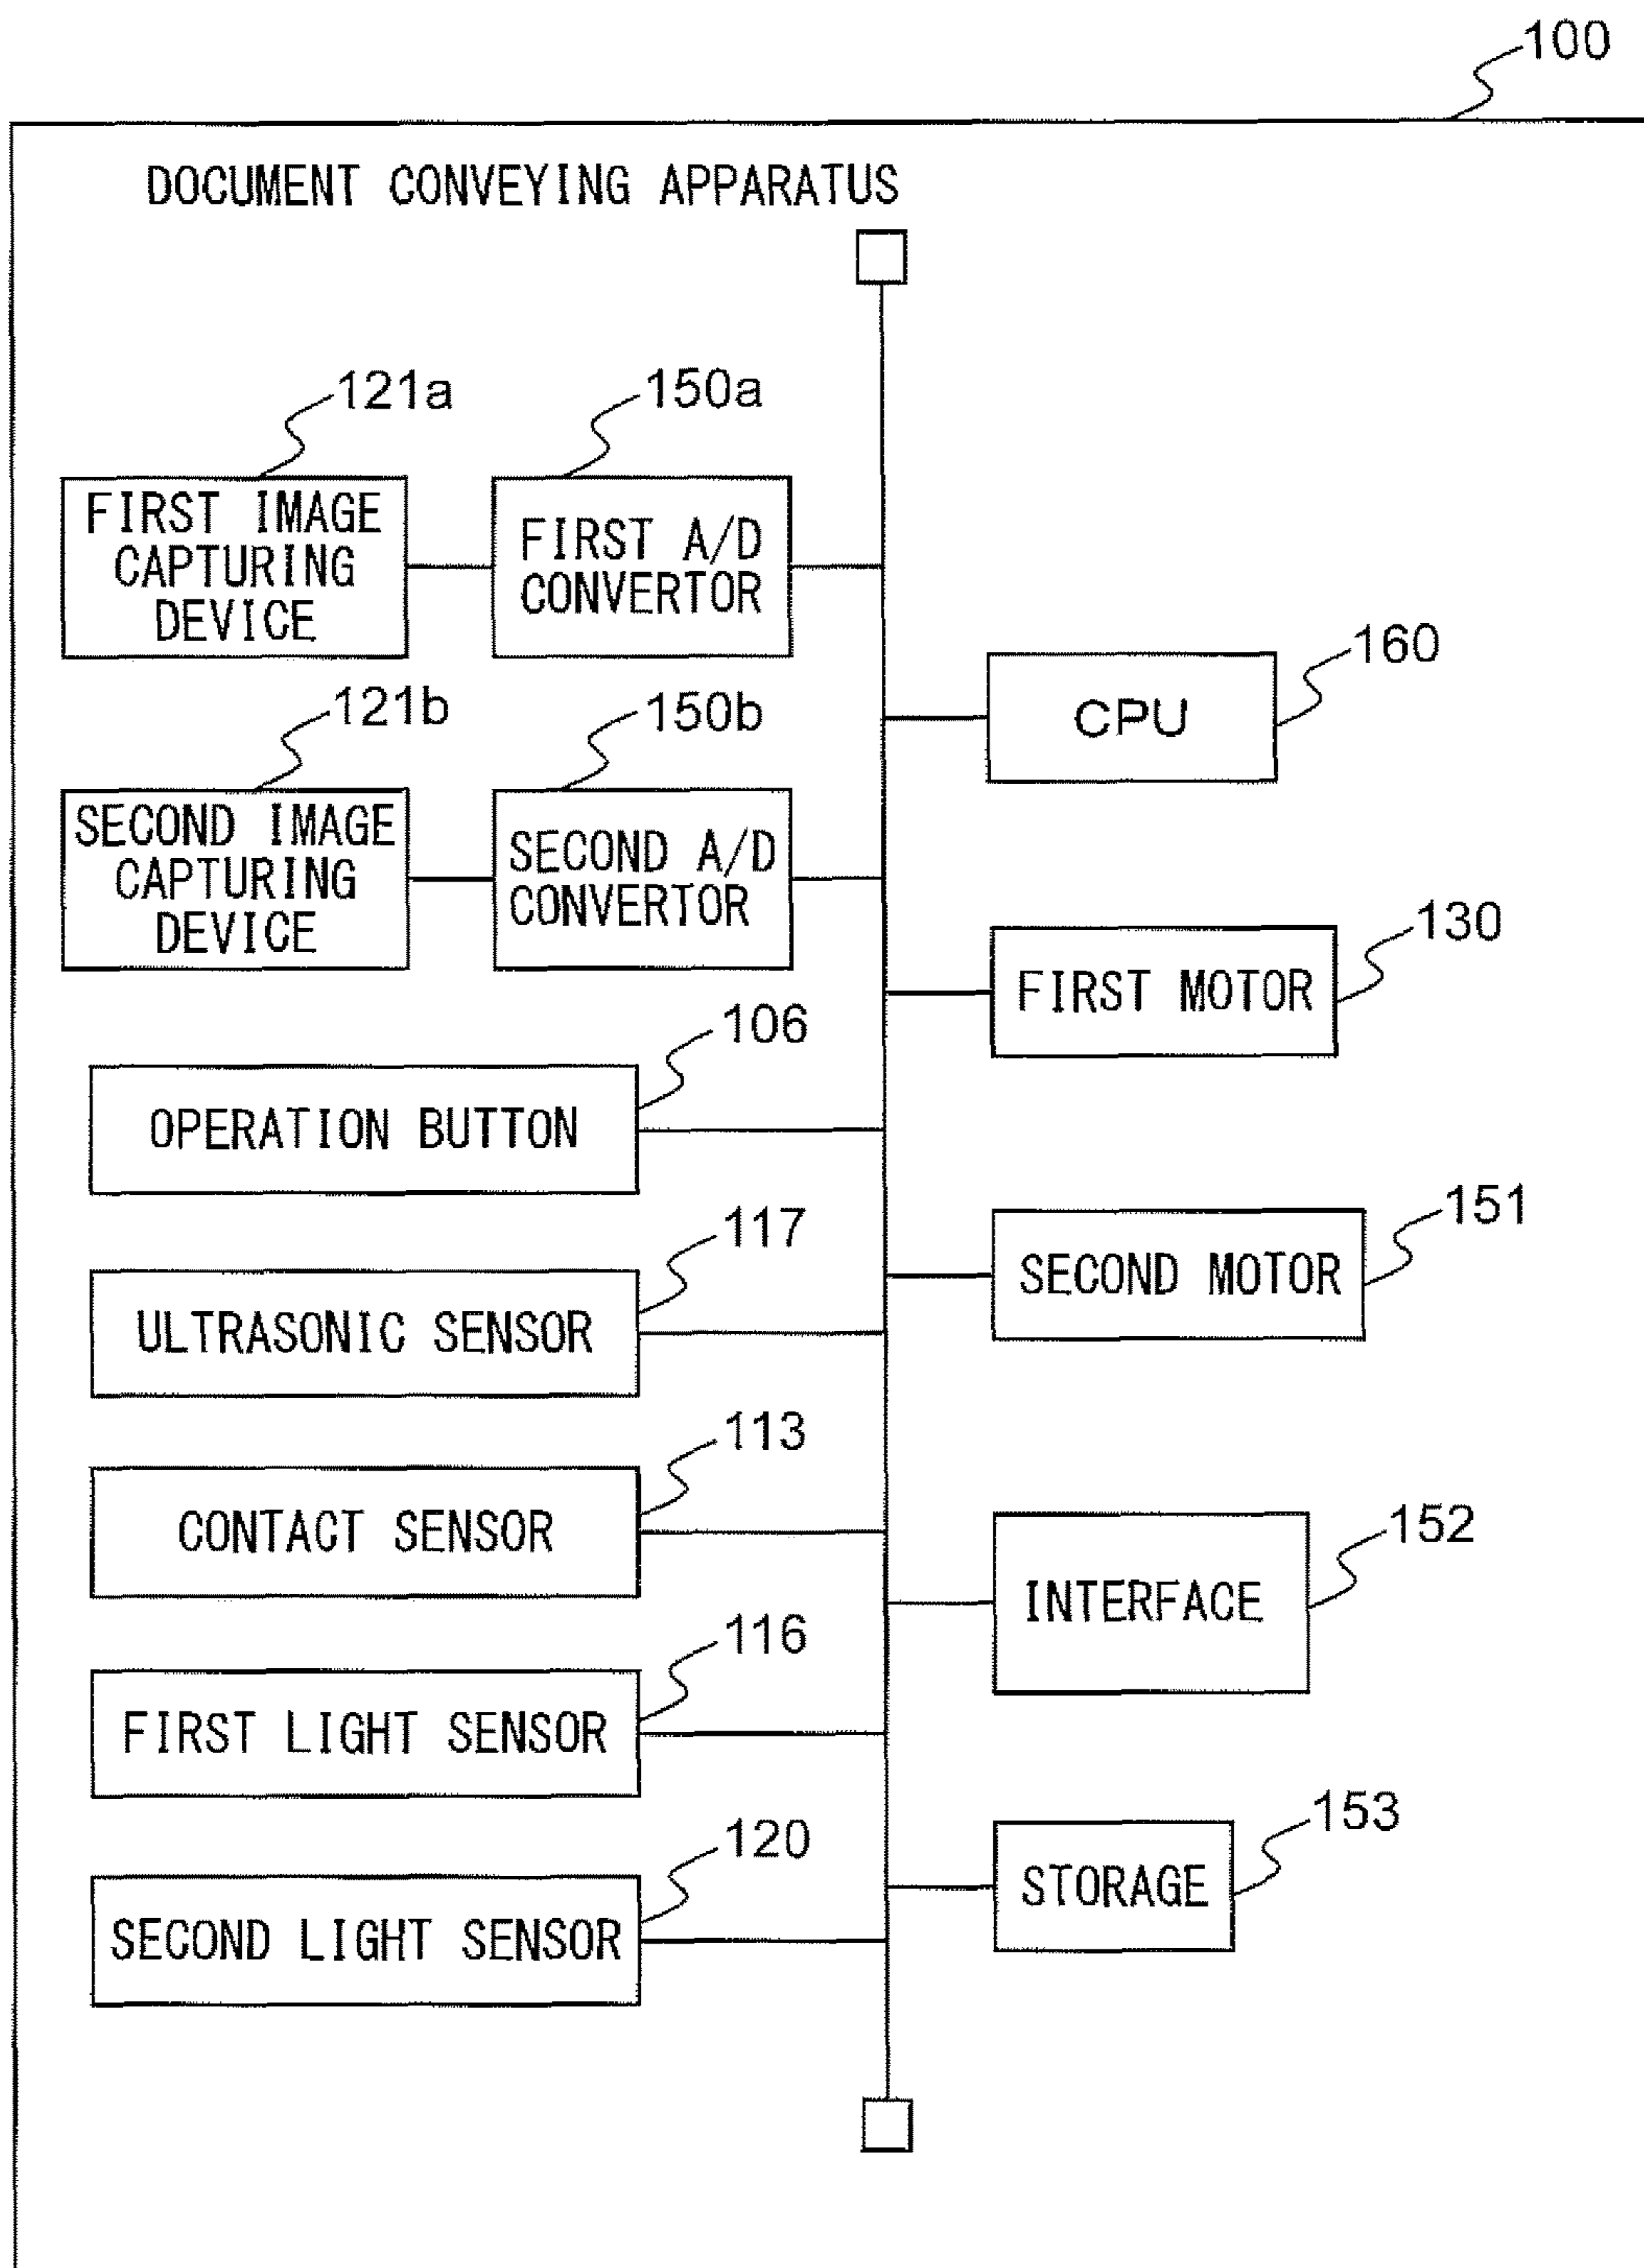 100
DOCUMENT CONVEYING APPARATUS
121a
150a
FIRST IMAGE
CAPTURING
DEVICE
FIRST A/D
CONVERTOR
160
CPU
121b
150b
SECOND IMAGE
CAPTURING
DEVICE
SECOND A/D
CONVERTOR
130
FIRST MOTOR
106
OPERATION BUTTON
151
SECOND MOTOR
117
ULTRASONIC SENSOR
113
CONTACT SENSOR
152
INTERFACE
116
FIRST LIGHT SENSOR
153
STORAGE
120
SECOND LIGHT SENSOR